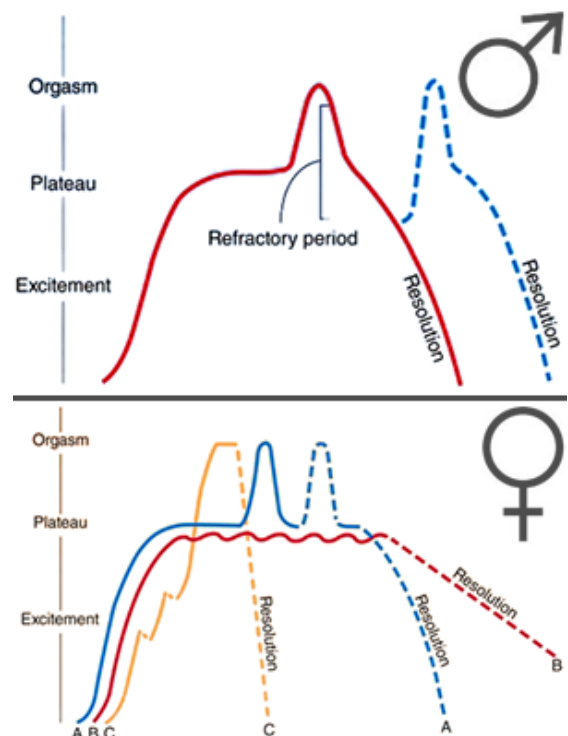 Orgasm
Plateau
Refractory period
Excitement
Resolution
Resolution
Orgasm
Plateau
Excitement
Resolution
Resolution
Resolution
B
A B C
C
A